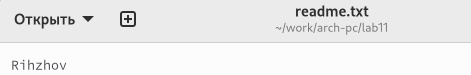 Открыть
readme.txt
~/work/arch-pc/lab11
Rihzhov